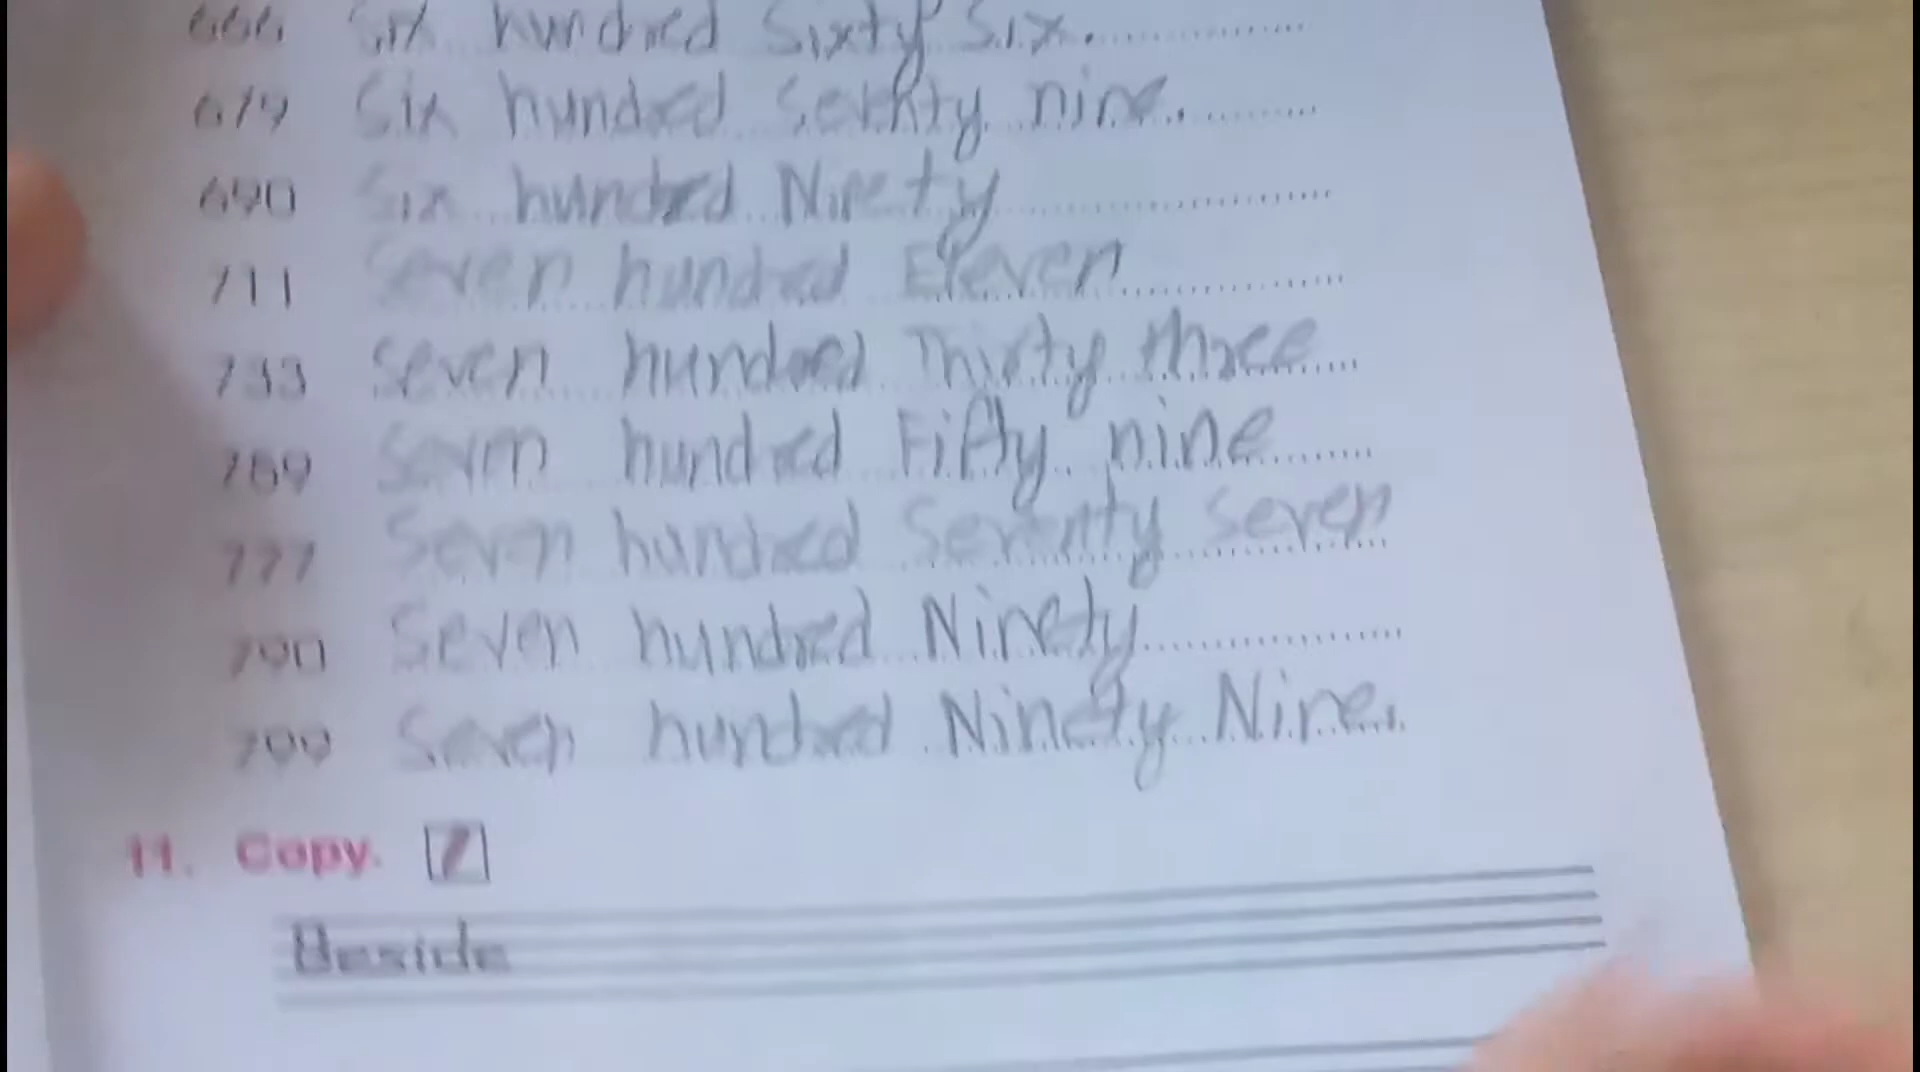 666 Six hundred Sixty Six.
679 Six hundred Seventy nine.
690 Six hundred Ninety
711 Seven hundred Eleven
733 Seven hundred Thirty three
759 Seven hundred Fifty nine
777 Seven hundred Seventy Seven
790 Seven hundred Ninety
799 Seven hundred Ninety Nine.
11. Copy.
Beside